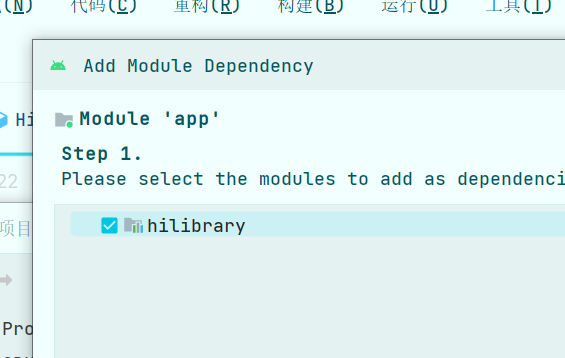 (N) 代码(C) 重构(R) 构建(B) 运行(U) 工具(T)
Add Module Dependency
Hi
Module 'app'
Step 1.
Please select the modules to add as dependenci
22
项目
hilibrary
Pro